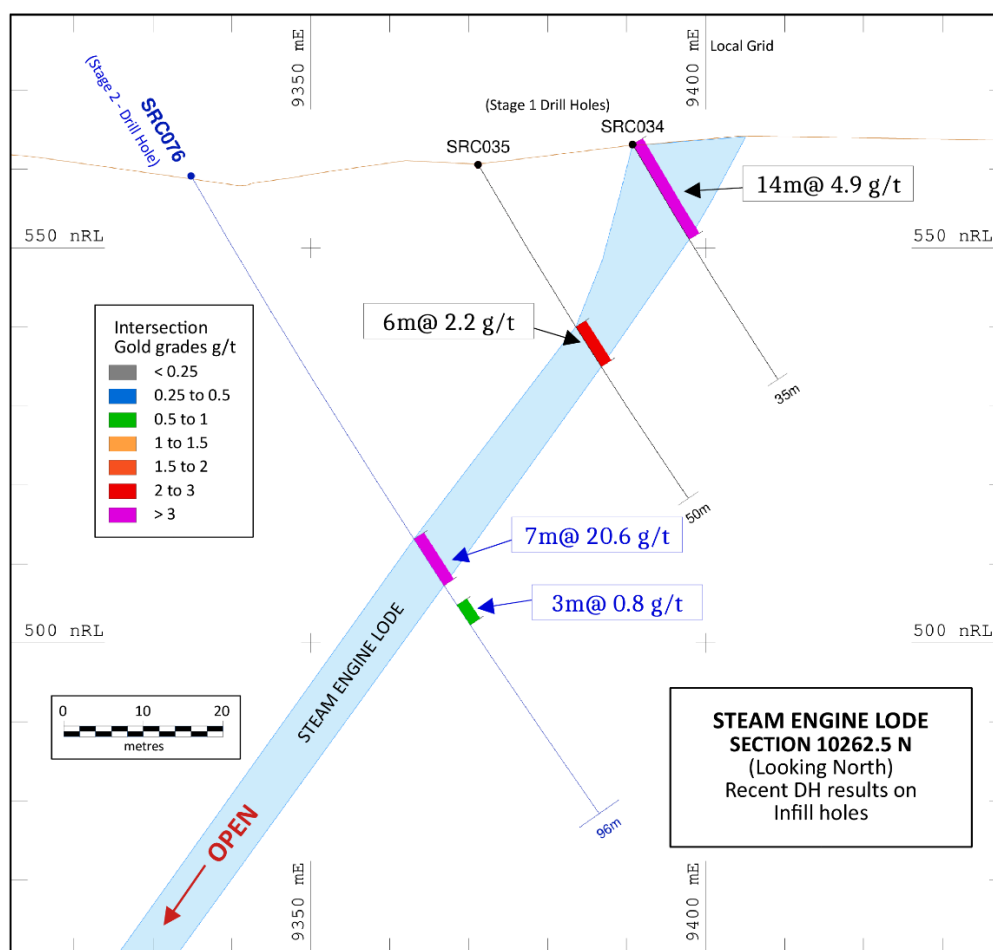 9350 mE
9400 mE
Local Grid
SRC076
(Stage 2 - Drill Hole)
(Stage 1 Drill Holes)
SRC035
SRC034
14m@ 4.9 g/t
550 nRL
550 nRL
6m@ 2.2 g/t
Intersection
Gold grades g/t
< 0.25
0.25 to 0.5
0.5 to 1
1 to 1.5
1.5 to 2
2 to 3
> 3
35m
50m
7m@ 20.6 g/t
3m@ 0.8 g/t
500 nRL
500 nRL
STEAM ENGINE LODE
0 10 20
metres
STEAM ENGINE LODE
SECTION 10262.5 N
(Looking North)
Recent DH results on
Infill holes
96m
OPEN
9350 mE
9400 mE